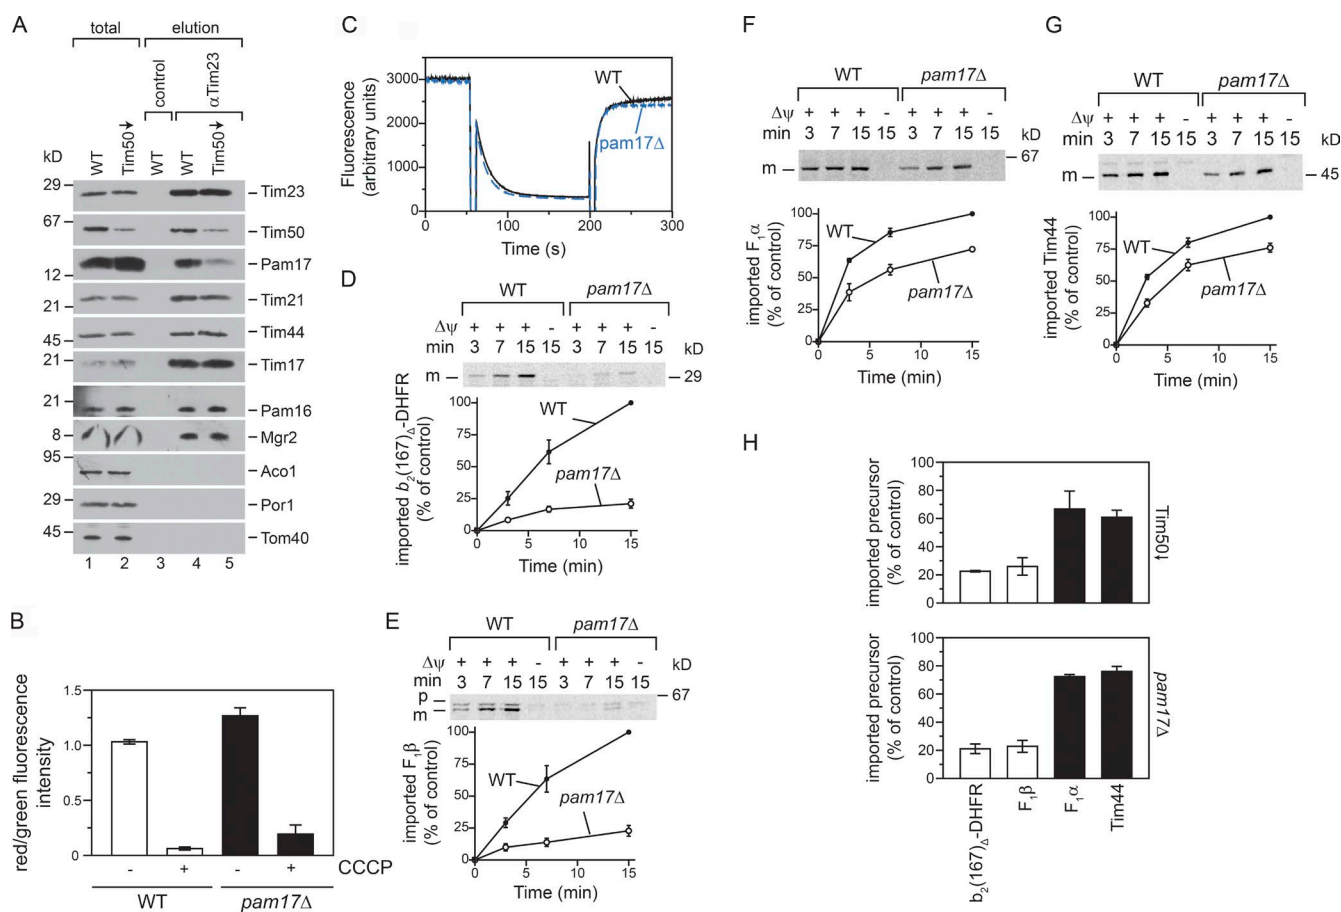 A
total
elution
control
αTim23
kD
WT
Tim50↓
WT
WT
Tim50↓
29
Tim23
67
Tim50
12
Pam17
21
Tim21
45
Tim44
21
Tim17
21
Pam16
8
Mgr2
95
Aco1
29
Por1
45
Tom40
1 2 3 4 5
B
red/green fluorescence
intensity
1.5
1.0
0.5
0
- + - + CCCP
WT pam17Δ
C
Fluorescence
(arbitrary units)
3000
2000
1000
0
WT
pam17Δ
0 100 200 300
Time (s)
D
WT pam17Δ
Δψ + + + - + + + -
min 3 7 15 15 3 7 15 15 kD
m 29
imported b₂(167)Δ-DHFR
(% of control)
100
75
50
25
0
WT
pam17Δ
0 5 10 15
Time (min)
E
WT pam17Δ
Δψ + + + - + + + - kD
min 3 7 15 15 3 7 15 15
p 67
m
imported F₁β
(% of control)
100
75
50
25
0
WT
pam17Δ
0 5 10 15
Time (min)
F
WT pam17Δ
Δψ + + + - + + + -
min 3 7 15 15 3 7 15 15 kD
m 67
imported F₁α
(% of control)
100
75
50
25
0
WT
pam17Δ
0 5 10 15
Time (min)
G
WT pam17Δ
Δψ + + + - + + + -
min 3 7 15 15 3 7 15 15 kD
m 45
imported Tim44
(% of control)
100
75
50
25
0
WT
pam17Δ
0 5 10 15
Time (min)
H
imported precursor
(% of control)
100
80
60
40
20
0
Tim50↓
imported precursor
(% of control)
100
80
60
40
20
0
pam17Δ
b₂(167)Δ-DHFR
F₁β
F₁α
Tim44